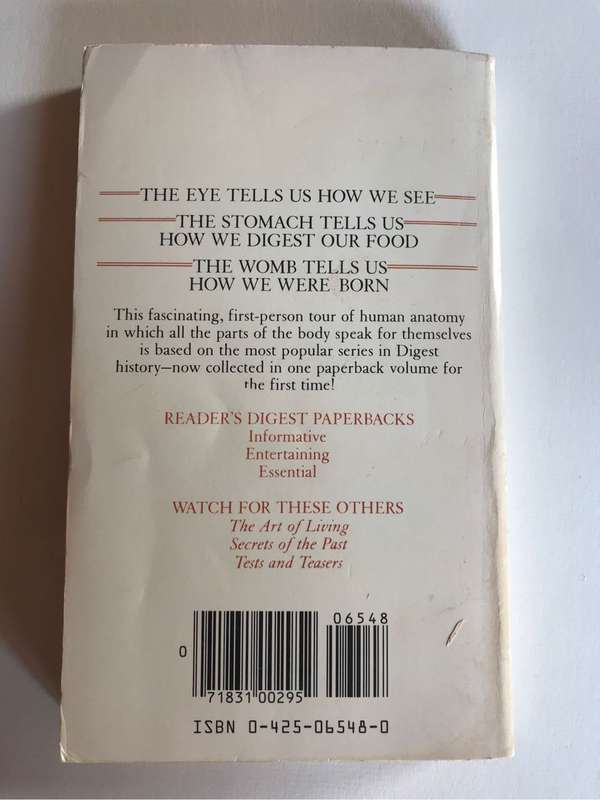 THE EYE TELLS US HOW WE SEE
THE STOMACH TELLS US
HOW WE DIGEST OUR FOOD
THE WOMB TELLS US
HOW WE WERE BORN
This fascinating, first-person tour of human anatomy
in which all the parts of the body speak for themselves
is based on the most popular series in Digest
history—now collected in one paperback volume for
the first time!
READER'S DIGEST PAPERBACKS
Informative
Entertaining
Essential
WATCH FOR THESE OTHERS
The Art of Living
Secrets of the Past
Tests and Teasers
06548
0
71831 00295
ISBN 0-425-06548-0